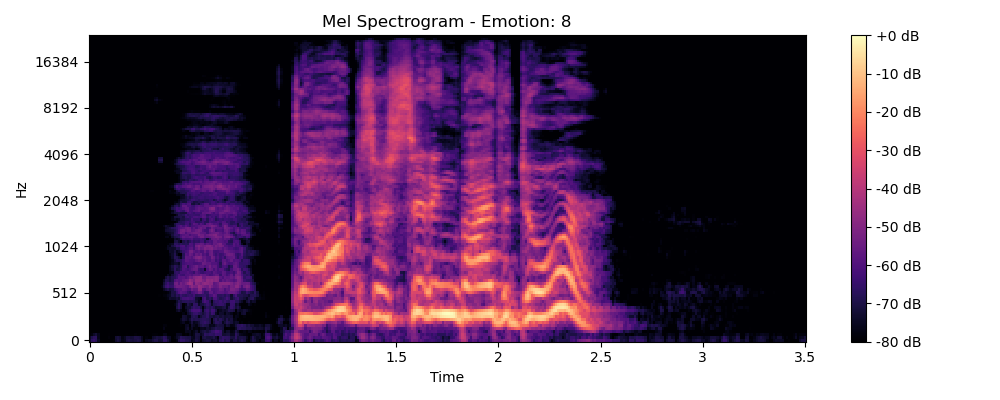 Mel Spectrogram - Emotion: 8
Hz
16384
8192
4096
2048
1024
512
0
0 0.5 1 1.5 2 2.5 3 3.5
Time
+0 dB
-10 dB
-20 dB
-30 dB
-40 dB
-50 dB
-60 dB
-70 dB
-80 dB